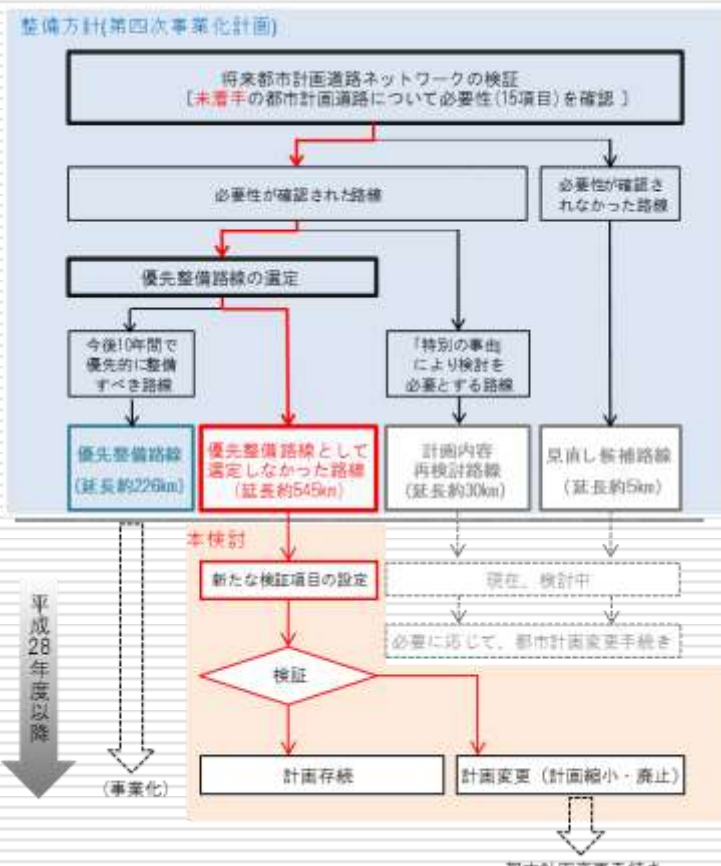 整備方針(第四次事業化計画)
将来都市計画道路ネットワークの検証
[未着手の都市計画道路について必要性(15項目)を確認 ]
必要性が確認された路線
必要性が確認さ
れなかった路線
優先整備路線の選定
今後10年間で
優先的に整備
すべき路線
「特別の事由」
により検討を
必要とする路線
優先整備路線
(延長約226km)
優先整備路線として
選定しなかった路線
(延長約545km)
計画内容
再検討路線
(延長約30km)
見直し候補路線
(延長約5km)
本検討
新たな検証項目の設定
現在、検討中
必要に応じて、都市計画変更手続き
平成28年度以降
検証
計画存続
計画変更（計画縮小・廃止）
(事業化)